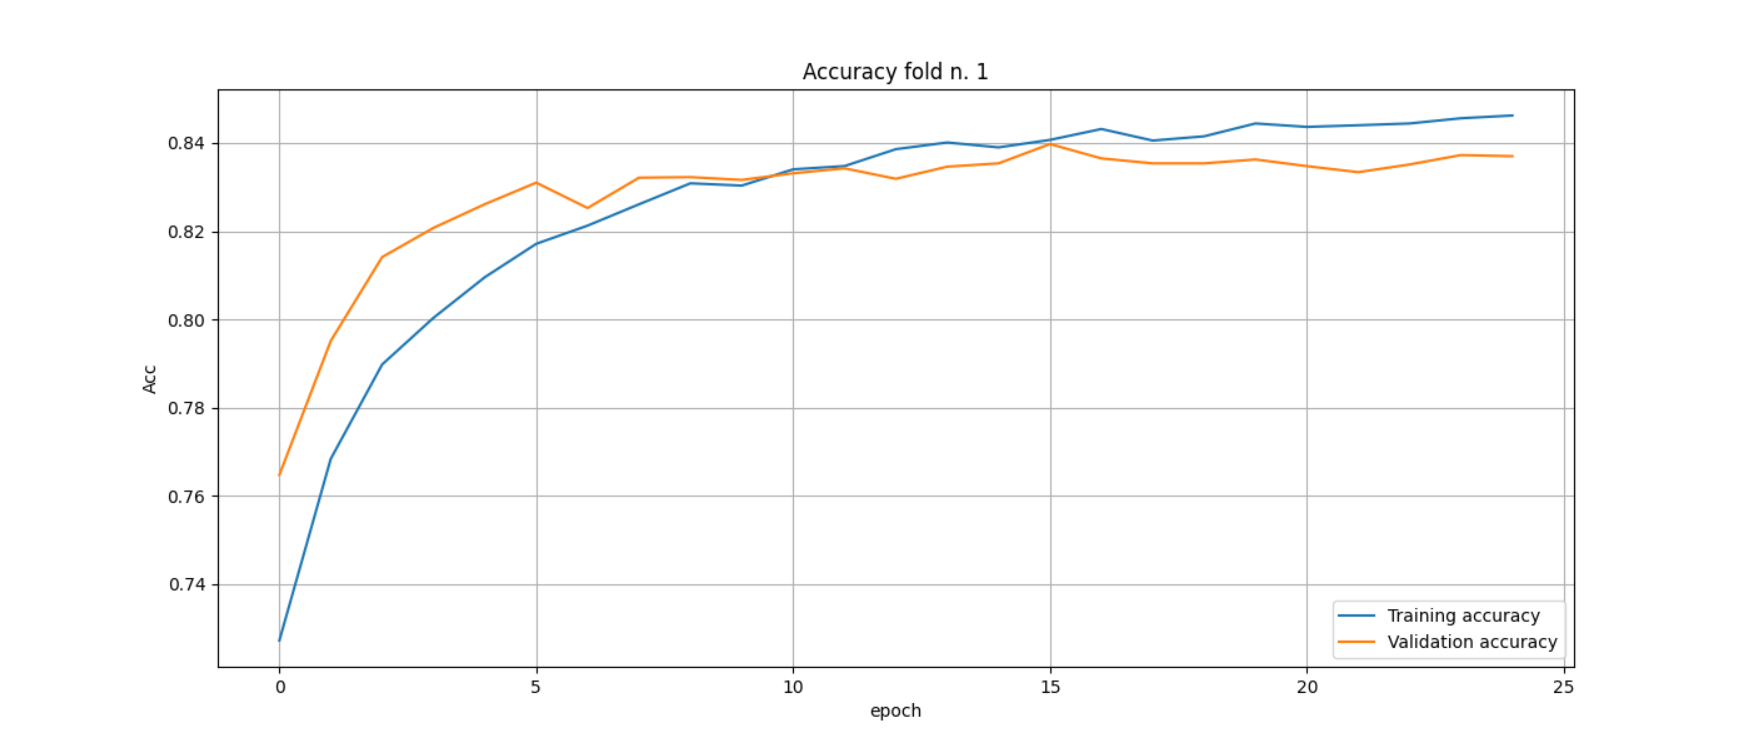 Accuracy fold n. 1
0.84
0.82
0.80
0.78
0.76
0.74
Acc
0 5 10 15 20 25
epoch
Training accuracy
Validation accuracy